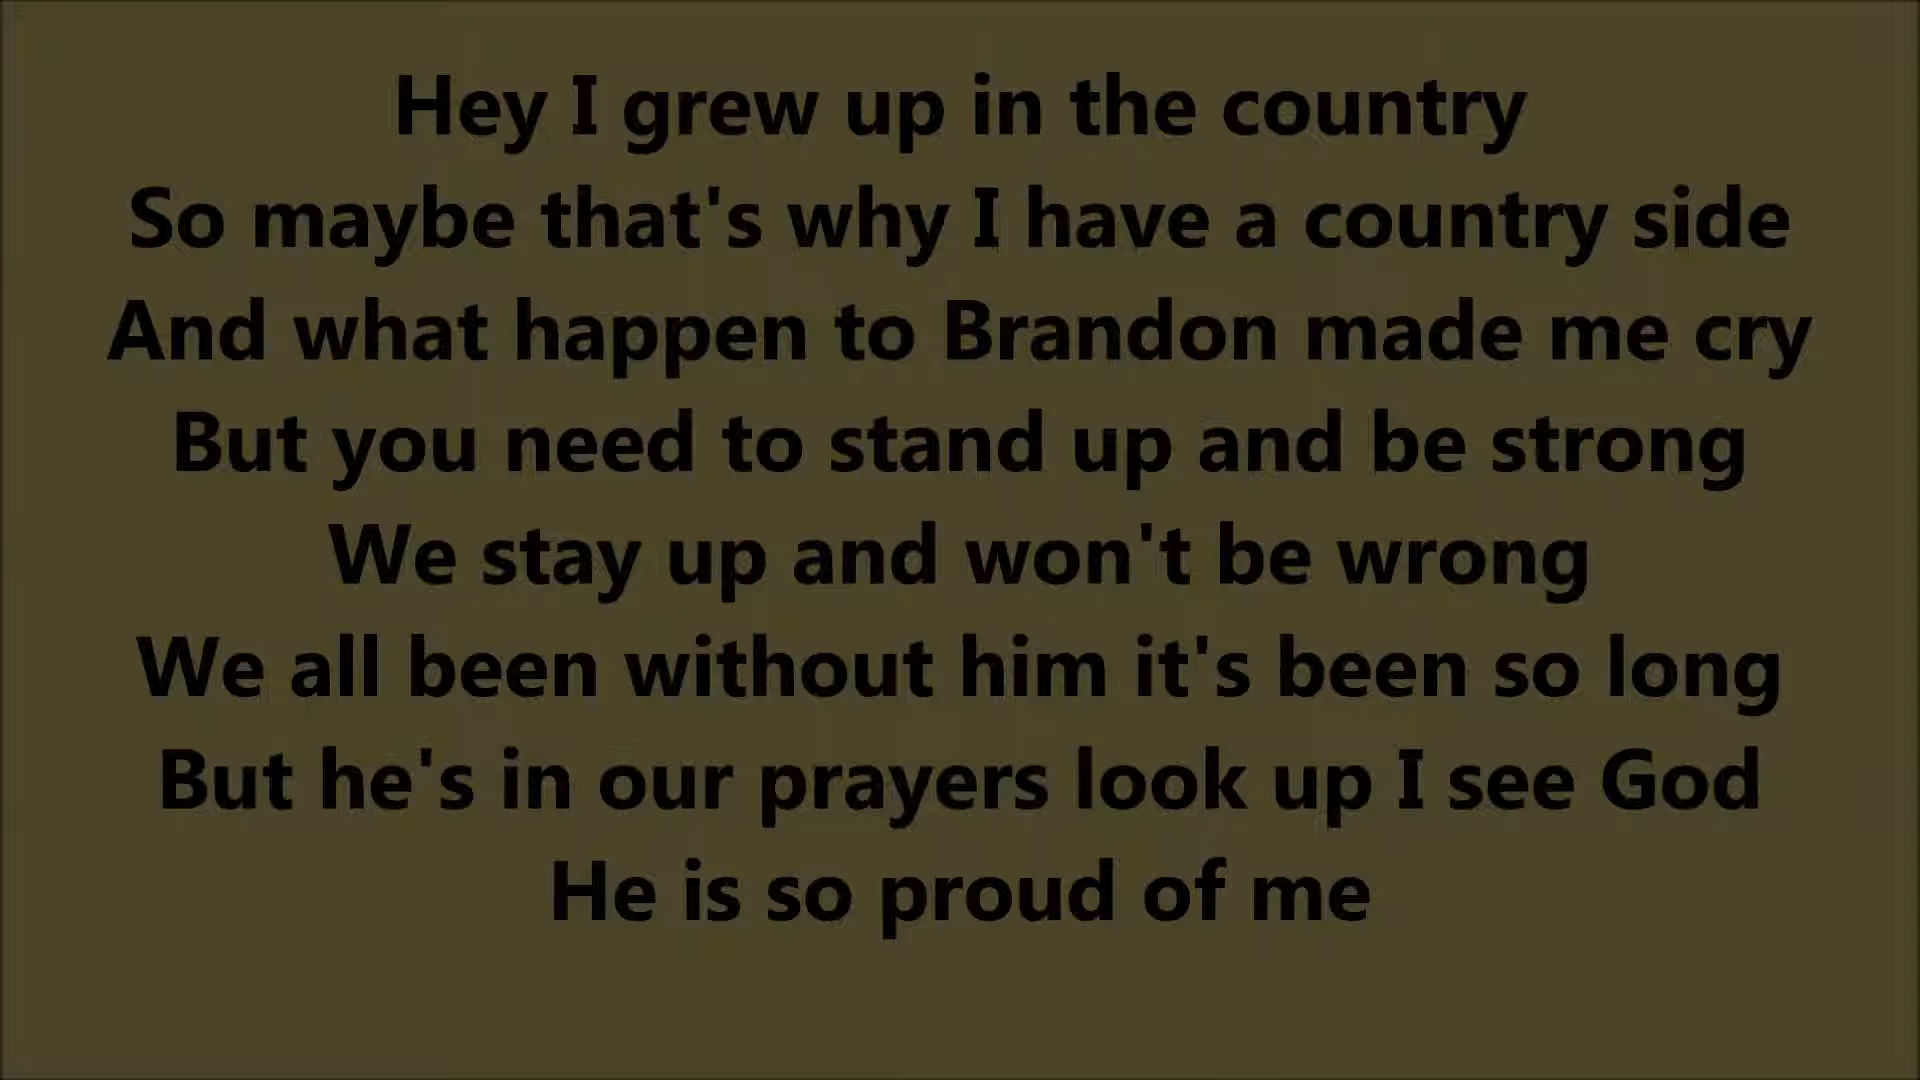 Hey I grew up in the country
So maybe that's why I have a country side
And what happen to Brandon made me cry
But you need to stand up and be strong
We stay up and won't be wrong
We all been without him it's been so long
But he's in our prayers look up I see God
He is so proud of me